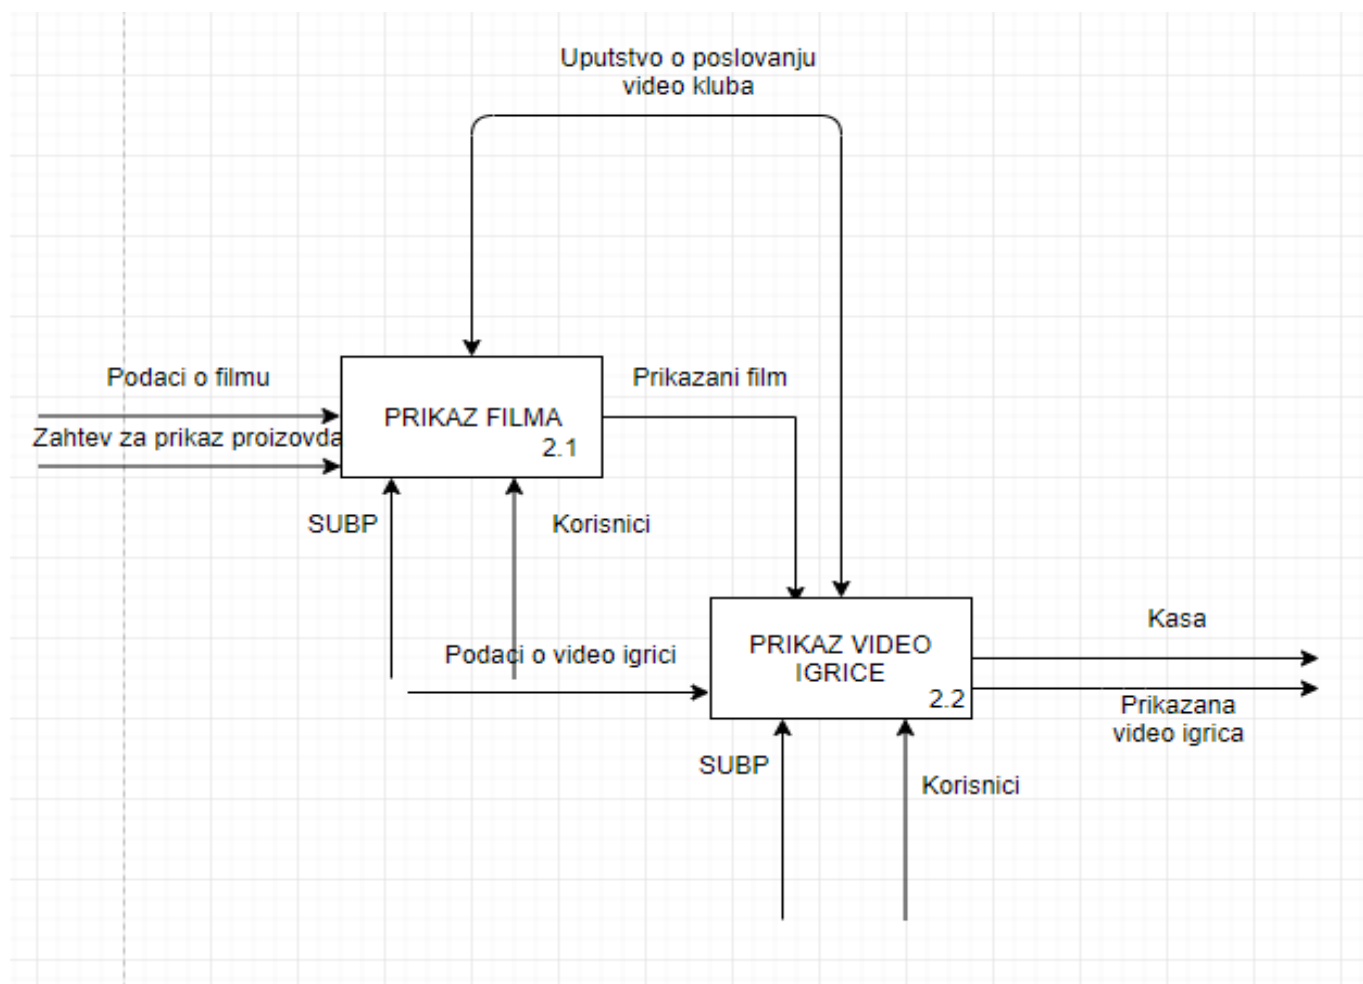 Uputstvo o poslovanju
video kluba
Podaci o filmu
Zahtev za prikaz proizovda
PRIKAZ FILMA
2.1
Prikazani film
SUBP
Korisnici
Podaci o video igrici
PRIKAZ VIDEO
IGRICE
2.2
Kasa
Prikazana
video igrica
SUBP
Korisnici